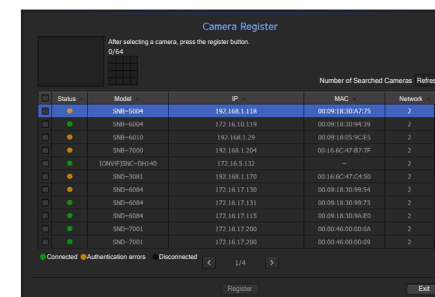 Camera Register
After selecting a camera, press the register button.
0/64
Number of Searched Cameras Refres
Status Model IP MAC Network
SNB-5004 192.168.1.118 00:09:18:30:A7:75 2
SNB-6004 172.16.10.119 00:09:18:30:94:39 2
SNB-6010 192.168.1.29 00:09:18:05:9C:E5 2
SNB-7000 192.168.1.204 00:16:6C:47:B7:7F 2
[ONVIF]SNC-DH140 172.16.5.132 - 2
SND-3081 192.168.1.170 00:16:6C:47:C4:50 2
SND-6084 172.16.17.130 00:09:18:30:99:54 2
SND-6084 172.16.17.131 00:09:18:30:99:73 2
SND-6084 172.16.17.115 00:09:18:30:9A:E0 2
SND-7001 172.16.17.200 00:00:46:00:00:0A 2
SND-7001 172.16.17.200 00:00:46:00:00:09 2
Connected Authentication errors Disconnected
< 1/4 >
Register Exit